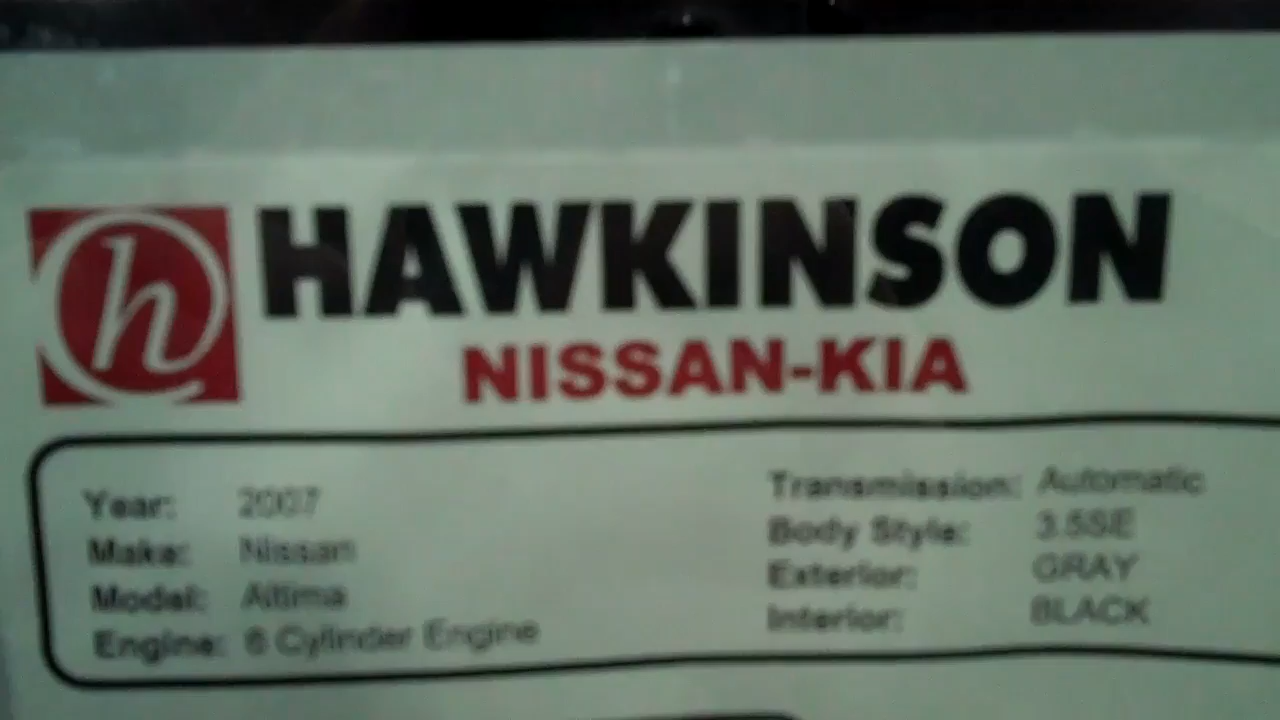 h HAWKINSON
NISSAN-KIA
Year: 2007
Make: Nissan
Model: Altima
Engine: 6 Cylinder Engine
Transmission: Automatic
Body Style: 3.5SE
Exterior: GRAY
Interior: BLACK